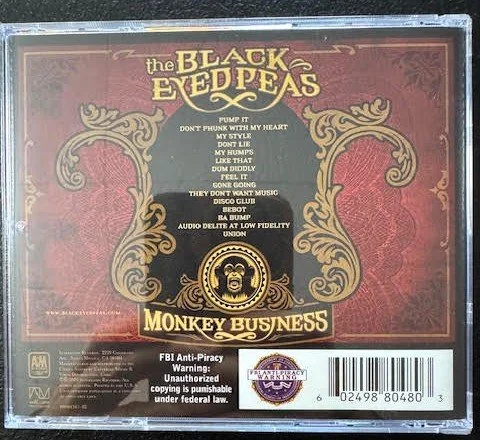 the BLACK
EYED PEAS
PUMP IT
DON'T PHUNK WITH MY HEART
MY STYLE
DONT LIE
MY HUMPS
LIKE THAT
DUM DIDDLY
FEEL IT
GONE GOING
THEY DON'T WANT MUSIC
DISCO CLUB
BEBOT
BA BUMP
AUDIO DELITE AT LOW FIDELITY
UNION
MONKEY BUSINESS
WWW.BLACKEYEDPEAS.COM
A&M
RECORDS
FBI Anti-Piracy
Warning:
Unauthorized
copying is punishable
under federal law.
FBI ANTI-PIRACY
WARNING
6 02498 80480 3